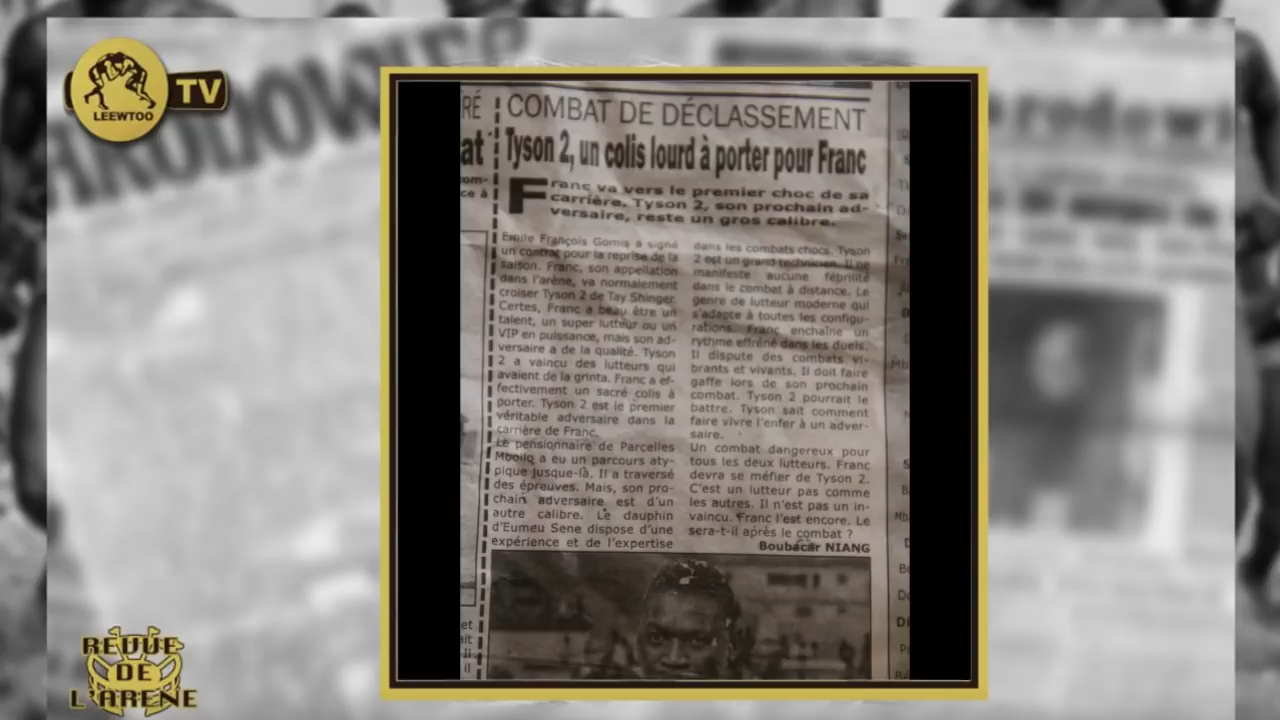 LEEWTOO
TV
RÉ
at
om-
ce à
COMBAT DE DÉCLASSEMENT
Tyson 2, un colis lourd à porter pour Franc
Franc va vers le premier choc de sa
carrière. Tyson 2, son prochain ad-
versaire, reste un gros calibre.
Emile François Gomis a signé
un contrat pour la reprise de la
saison. Franc, son appellation
dans l'arène, va normalement
croiser Tyson 2 de Tay Shinger.
Certes, Franc a beau être un
talent, un super lutteur ou un
VIP en puissance, mais son ad-
versaire a de la qualité. Tyson
2 a vaincu des lutteurs qui
avaient de la grinta. Franc a ef-
fectivement un sacré colis à
porter. Tyson 2 est le premier
véritable adversaire dans la
carrière de Franc.
Le pensionnaire de Parcelles
Mbollo a eu un parcours aty-
pique jusque-là. Il a traversé
des épreuves. Mais, son pro-
chain adversaire est d'un
autre calibre. Le dauphin
d'Eumeu Sene dispose d'une
expérience et de l'expertise
dans les combats chocs. Tyson
2 est un grand technicien. Il ne
manifeste aucune fébrilité
dans le combat à distance. Le
genre de lutteur moderne qui
s'adapte à toutes les configu-
rations. Franc enchaîne un
rythme effréné dans les duels.
Il dispute des combats vi-
brants et vivants. Il doit faire
gaffe lors de son prochain
combat. Tyson 2 pourrait le
battre. Tyson sait comment
faire vivre l'enfer à un adver-
saire.
Un combat dangereux pour
tous les deux lutteurs. Franc
devra se méfier de Tyson 2.
C'est un lutteur pas comme
les autres. Il n'est pas un in-
vaincu. Franc l'est encore. Le
sera-t-il après le combat ?
Boubacar NIANG
et
ait
Il
il
REVUE
DE
L'ARENE